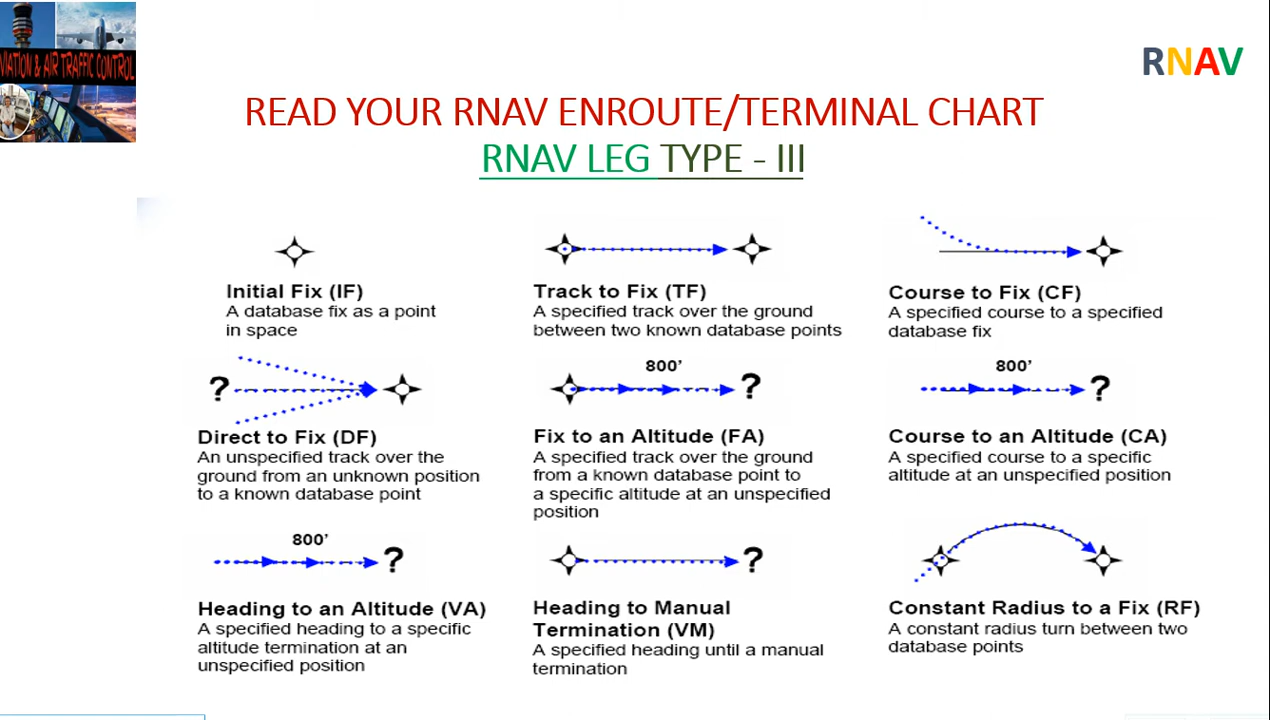 VIATION & AIR TRAFFIC CONTROL
RNAV
READ YOUR RNAV ENROUTE/TERMINAL CHART
RNAV LEG TYPE - III
Initial Fix (IF)
A database fix as a point
in space
Track to Fix (TF)
A specified track over the ground
between two known database points
Course to Fix (CF)
A specified course to a specified
database fix
?
Direct to Fix (DF)
An unspecified track over the
ground from an unknown position
to a known database point
800’
?
Fix to an Altitude (FA)
A specified track over the ground
from a known database point to
a specific altitude at an unspecified
position
800’
?
Course to an Altitude (CA)
A specified course to a specific
altitude at an unspecified position
800’
?
Heading to an Altitude (VA)
A specified heading to a specific
altitude termination at an
unspecified position
?
Heading to Manual
Termination (VM)
A specified heading until a manual
termination
Constant Radius to a Fix (RF)
A constant radius turn between two
database points